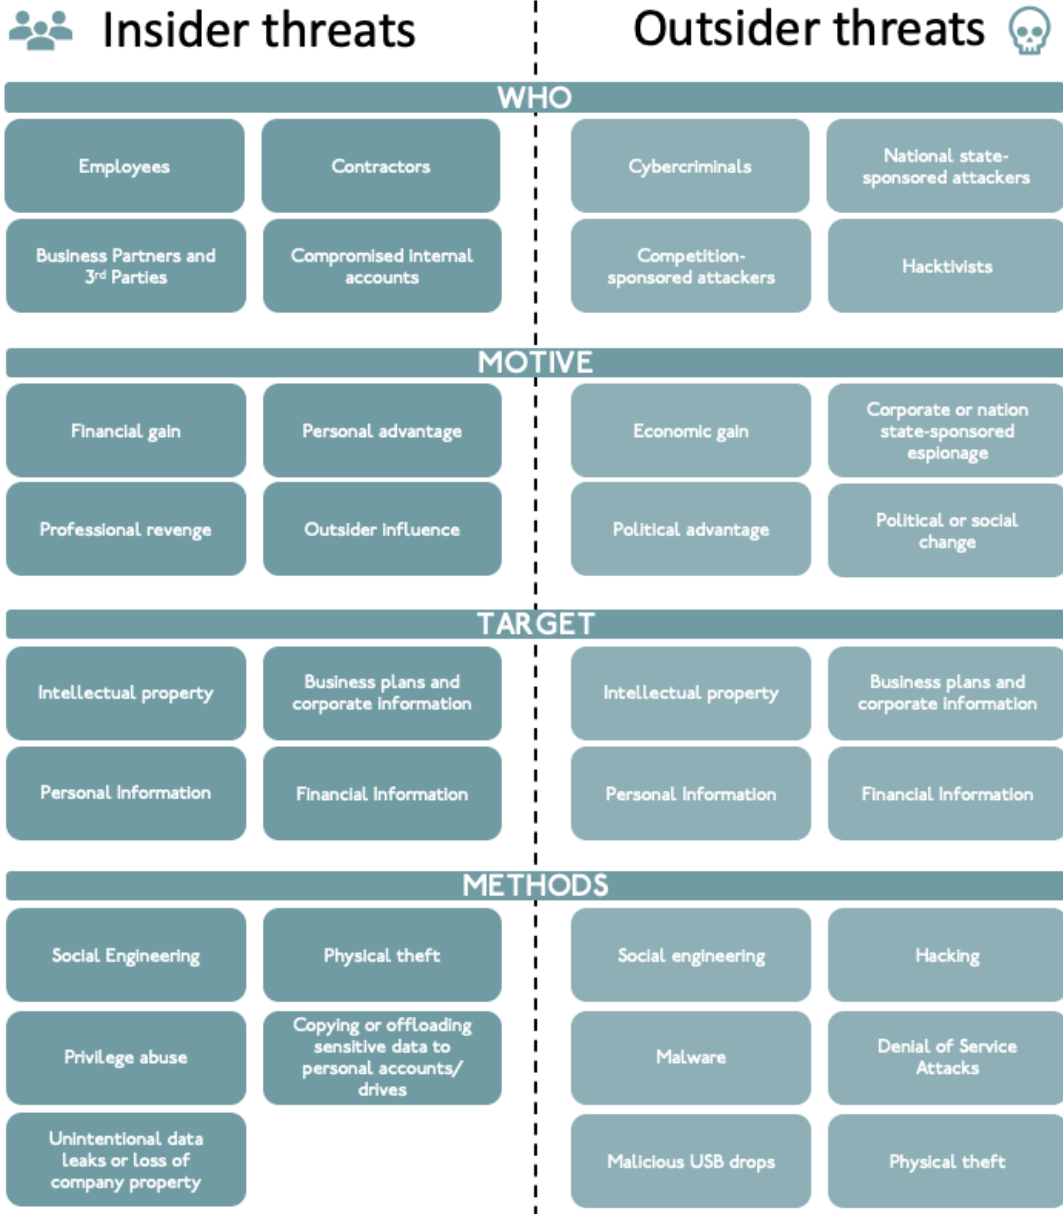 Insider threats
Outsider threats
WHO
Employees
Contractors
Cybercriminals
National state-
sponsored attackers
Business Partners and
3rd Parties
Compromised internal
accounts
Competition-
sponsored attackers
Hacktivists
MOTIVE
Financial gain
Personal advantage
Economic gain
Corporate or nation
state-sponsored
espionage
Professional revenge
Outsider influence
Political advantage
Political or social
change
TARGET
Intellectual property
Business plans and
corporate information
Intellectual property
Business plans and
corporate information
Personal Information
Financial Information
Personal Information
Financial Information
METHODS
Social Engineering
Physical theft
Social engineering
Hacking
Privilege abuse
Copying or offloading
sensitive data to
personal accounts/
drives
Malware
Denial of Service
Attacks
Unintentional data
leaks or loss of
company property
Malicious USB drops
Physical theft